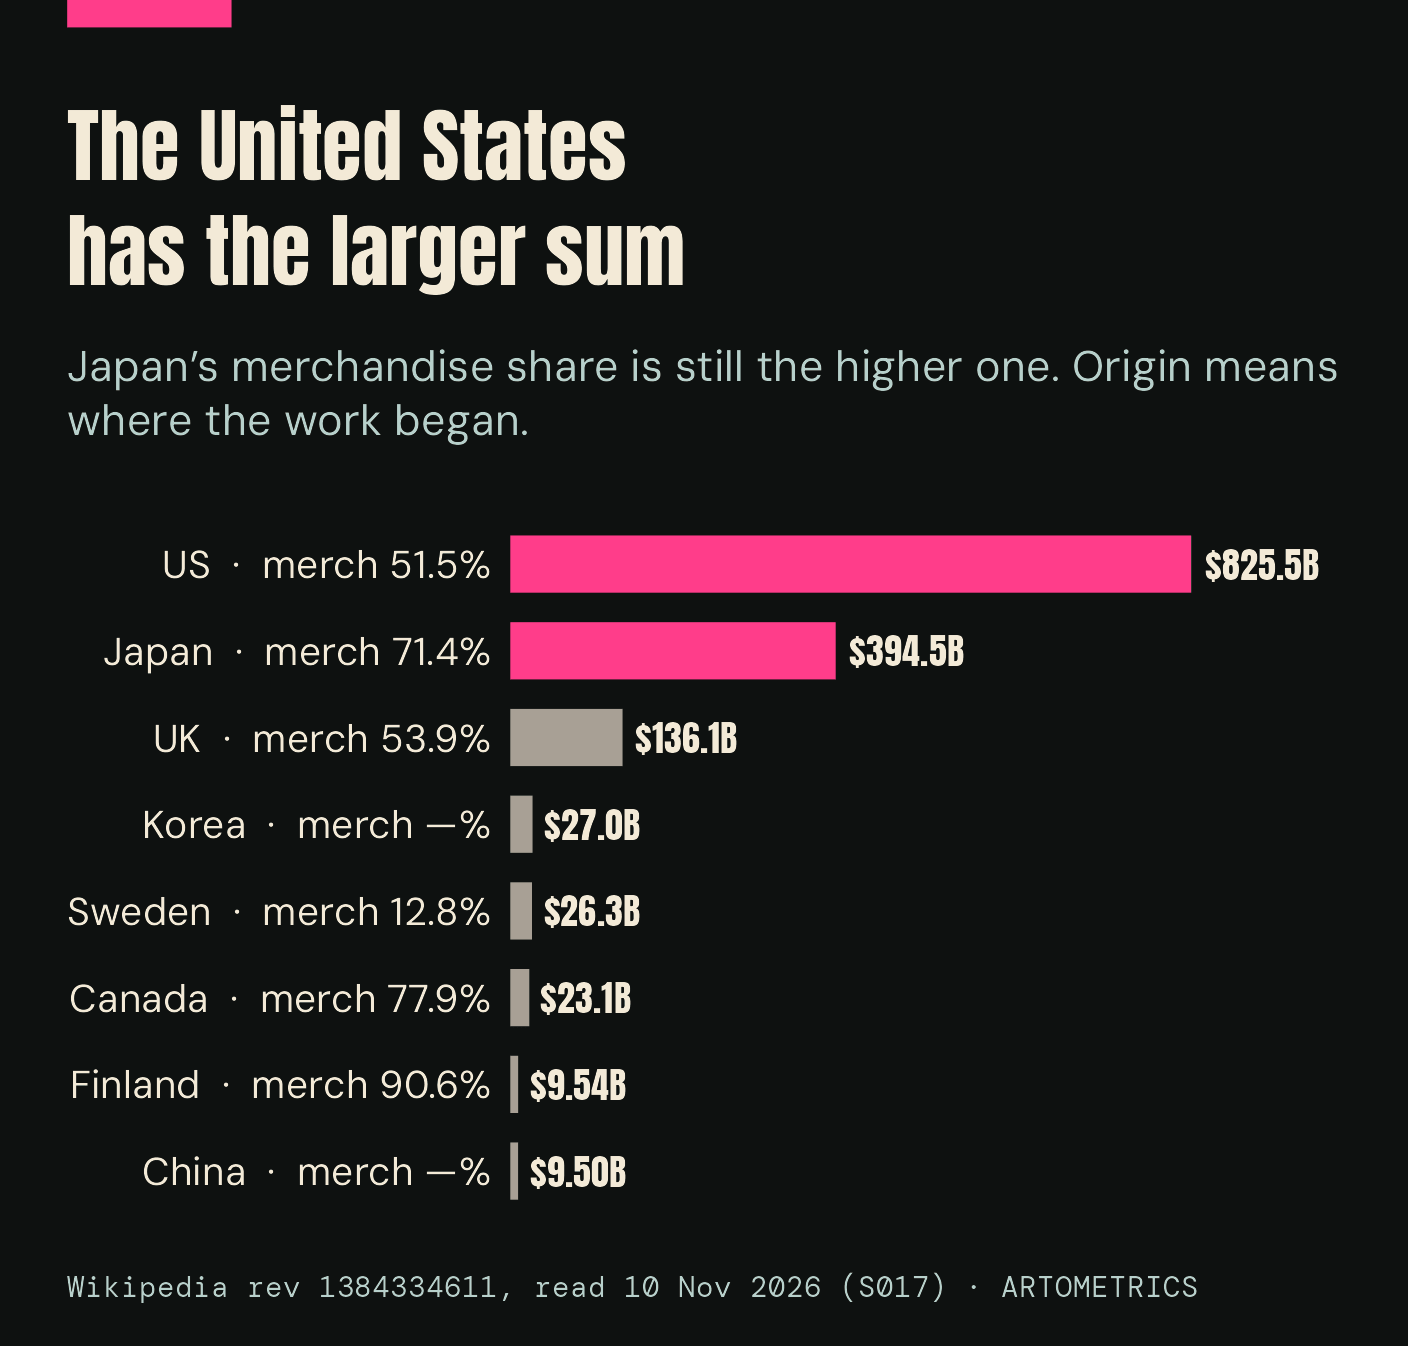 The United States
has the larger sum
Japan’s merchandise share is still the higher one. Origin means
where the work began.
US · merch 51.5% $825.5B
Japan · merch 71.4% $394.5B
UK · merch 53.9% $136.1B
Korea · merch —% $27.0B
Sweden · merch 12.8% $26.3B
Canada · merch 77.9% $23.1B
Finland · merch 90.6% $9.54B
China · merch —% $9.50B
Wikipedia rev 1384334611, read 10 Nov 2026 (S017) · ARTOMETRICS